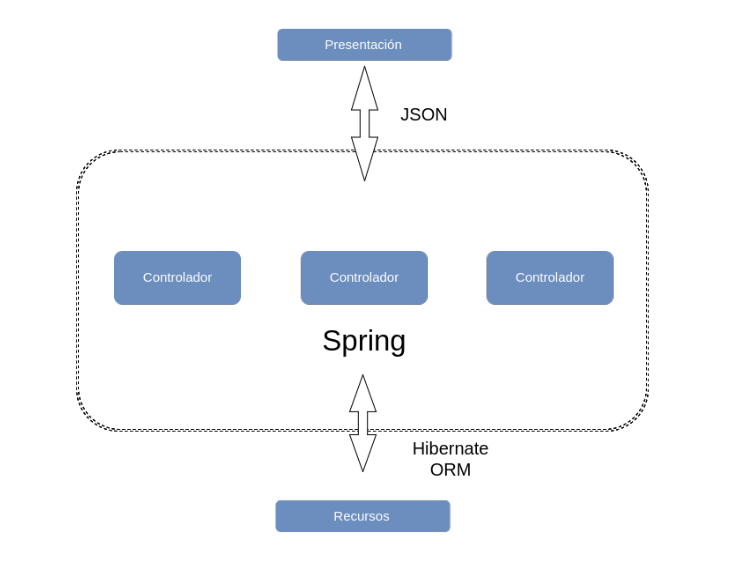 Presentación
JSON
Controlador
Controlador
Controlador
Spring
Hibernate
ORM
Recursos